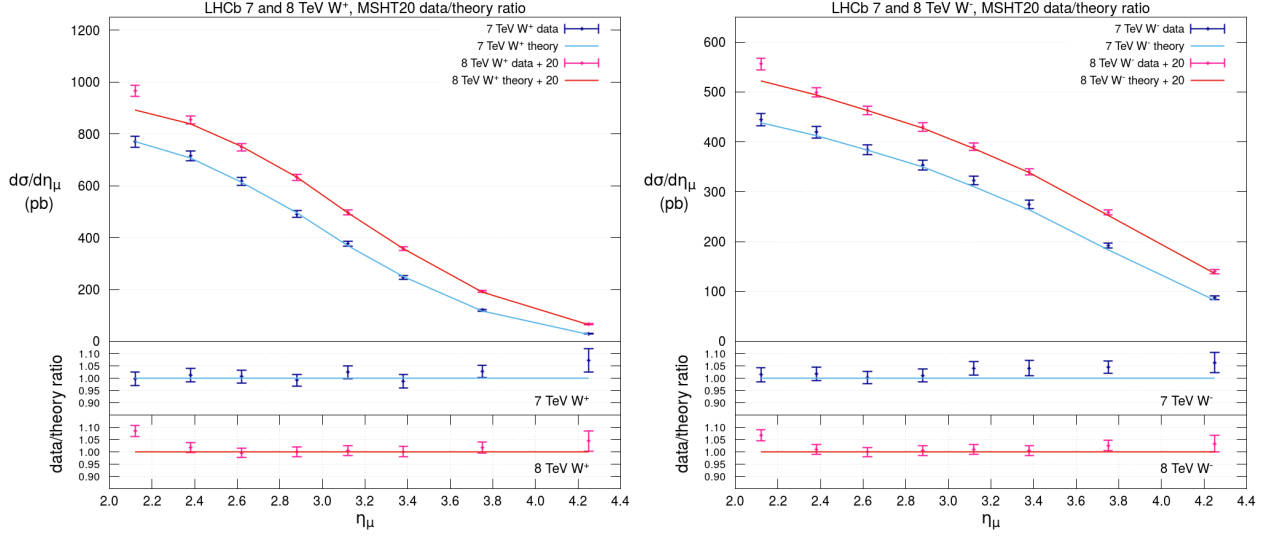 LHCb 7 and 8 TeV W⁺, MSHT20 data/theory ratio
1200
1000
800
600
400
200
0
dσ/dημ
(pb)
7 TeV W⁺ data
7 TeV W⁺ theory
8 TeV W⁺ data + 20
8 TeV W⁺ theory + 20
data/theory ratio
1.10
1.05
1.00
0.95
0.90
7 TeV W⁺
1.10
1.05
1.00
0.95
0.90
8 TeV W⁺
2.0 2.2 2.4 2.6 2.8 3.0 3.2 3.4 3.6 3.8 4.0 4.2 4.4
ημ
LHCb 7 and 8 TeV W⁻, MSHT20 data/theory ratio
600
500
400
300
200
100
0
dσ/dημ
(pb)
7 TeV W⁻ data
7 TeV W⁻ theory
8 TeV W⁻ data + 20
8 TeV W⁻ theory + 20
data/theory ratio
1.10
1.05
1.00
0.95
0.90
7 TeV W⁻
1.10
1.05
1.00
0.95
0.90
8 TeV W⁻
2.0 2.2 2.4 2.6 2.8 3.0 3.2 3.4 3.6 3.8 4.0 4.2 4.4
ημ